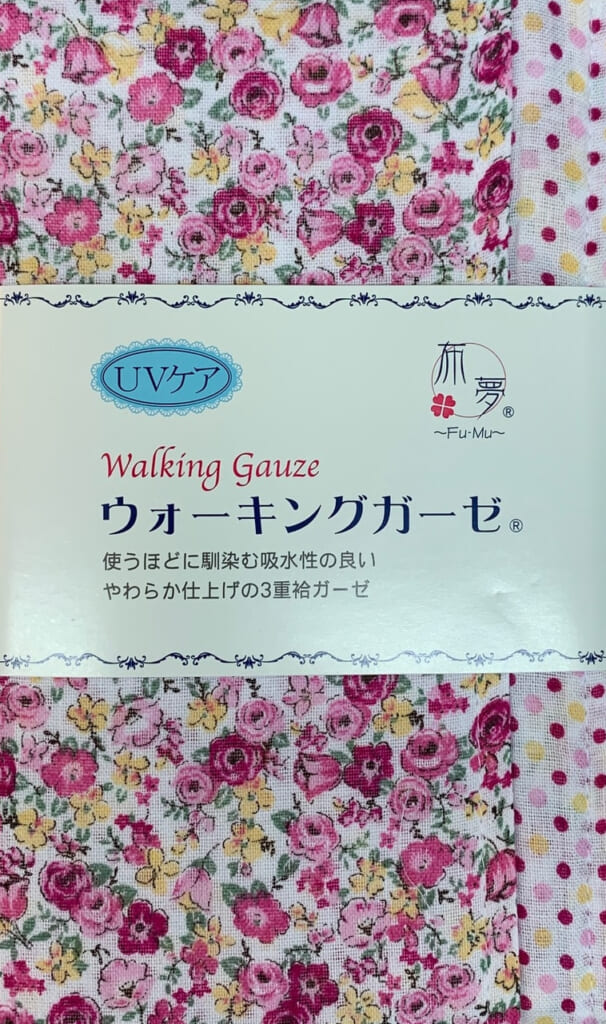 UVケア
布夢®
~Fu-Mu~
Walking Gauze
ウォーキングガーゼ®
使うほどに馴染む吸水性の良い
やわらか仕上げの3重袷ガーゼ